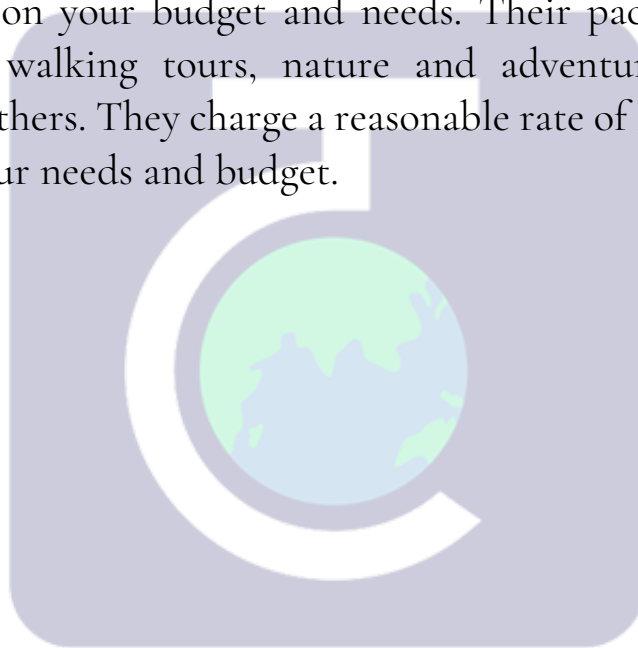 on your budget and needs. Their
walking tours, nature and
They charge a reasonable rate of
needs and budget.